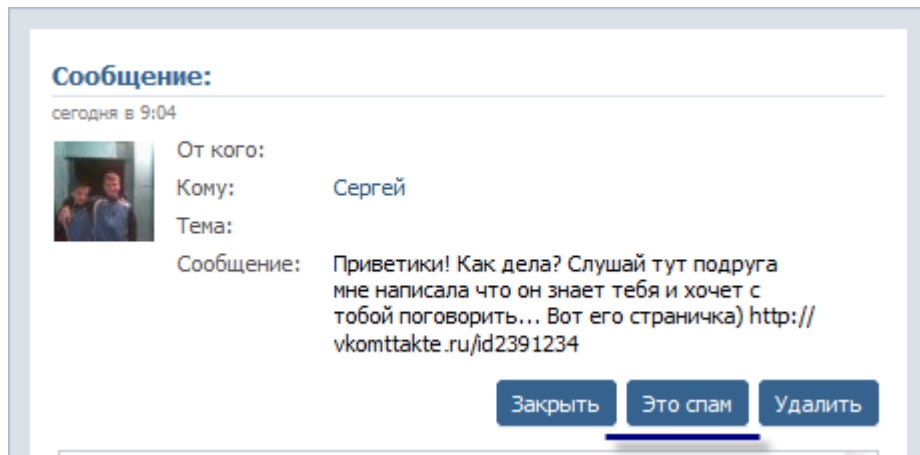 Сообщение:
сегодня в 9:04
От кого:
Кому: Сергей
Тема:
Сообщение: Приветики! Как дела? Слушай тут подруга
мне написала что он знает тебя и хочет с
тобой поговорить... Вот его страничка) http://
vkomttakte.ru/id2391234
Закрыть Это спам Удалить